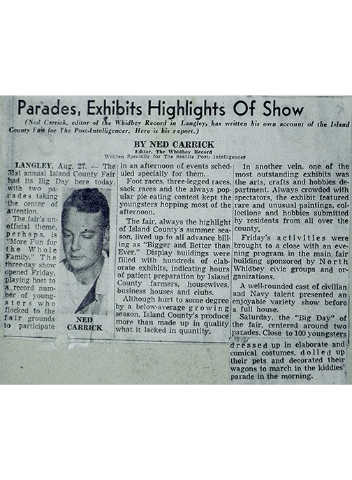 Parades, Exhibits Highlights Of Show
(Ned Carrick, editor of the Whidbey Record in Langley, has written his own account of the Island
County Fair for The Post-Intelligencer. Here is his report.)
BY NED CARRICK
Editor, The Whidbey Record
Written Specially for The Seattle Post-Intelligencer
LANGLEY, Aug. 27. — The
31st annual Island County Fair
had its Big Day here today
with two pa-
rades taking
the center of
attention.
The fair's un-
official theme,
perhaps, is
"More Fun for
the Whole
Family." The
three-day show
opened Friday,
playing host to
a record num-
ber of young-
sters who
flocked to the
fair grounds
to participate
NED
CARRICK
in an afternoon of events sched-
uled specially for them.
Foot races, three-legged races,
sack races and the always pop-
ular pie eating contest kept the
youngsters hopping most of the
afternoon.
The fair, always the highlight
of Island County's summer sea-
son, lived up to all advance bill-
ing as "Bigger and Better than
Ever." Display buildings were
filled with hundreds of elab-
orate exhibits, indicating hours
of patient preparation by Island
County farmers, housewives,
business houses and clubs.
Although hurt to some degree
by a below-average growing
season, Island County's produce
more than made up in quality
what it lacked in quantity.
In another vein, one of the
most outstanding exhibits was
the arts, crafts and hobbies de-
partment. Always crowded with
spectators, the exhibit featured
rare and unusual paintings, col-
lections and hobbies submitted
by residents from all over the
county.
Friday's activities were
brought to a close with an eve-
ning program in the main fair
building sponsored by North
Whidbey civic groups and or-
ganizations.
A well-rounded cast of civilian
and Navy talent presented an
enjoyable variety show before
a full house.
Saturday, the "Big Day" of
the fair, centered around two
parades. Close to 100 youngsters
dressed up in elaborate and
comical costumes, dolled up
their pets and decorated their
wagons to march in the kiddies'
parade in the morning.